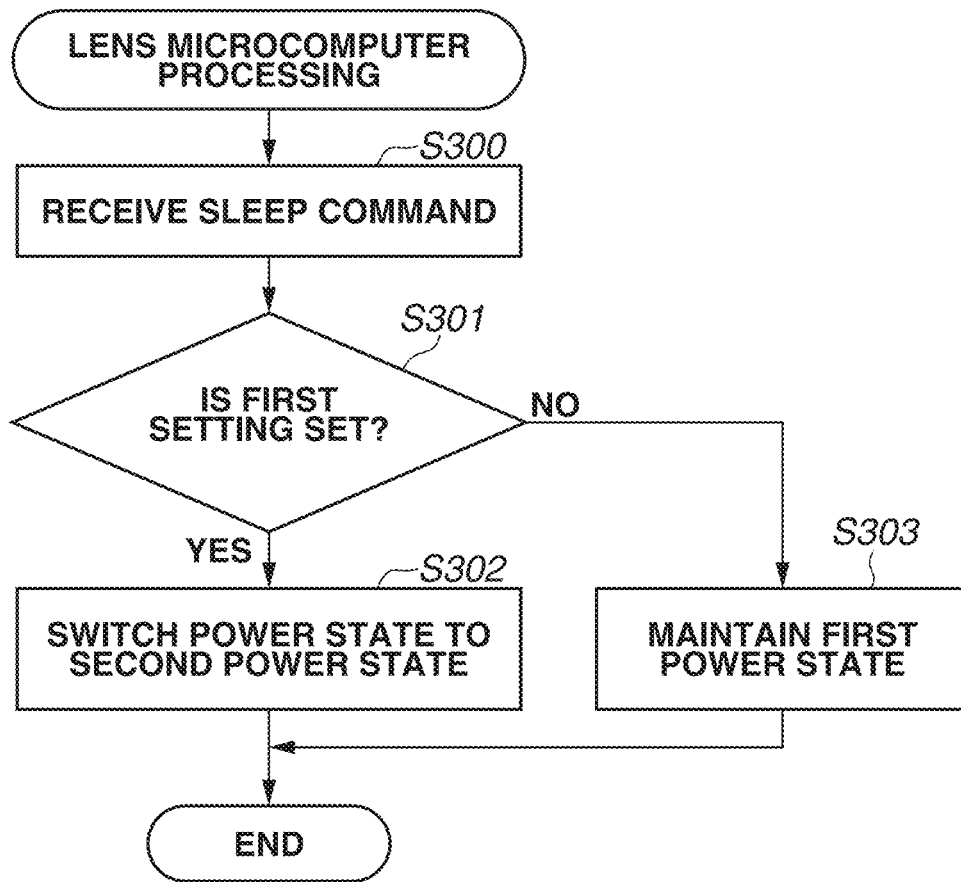 LENS MICROCOMPUTER
PROCESSING
S300
RECEIVE SLEEP COMMAND
S301
IS FIRST
SETTING SET?
NO
YES
S302
SWITCH POWER STATE TO
SECOND POWER STATE
S303
MAINTAIN FIRST
POWER STATE
END